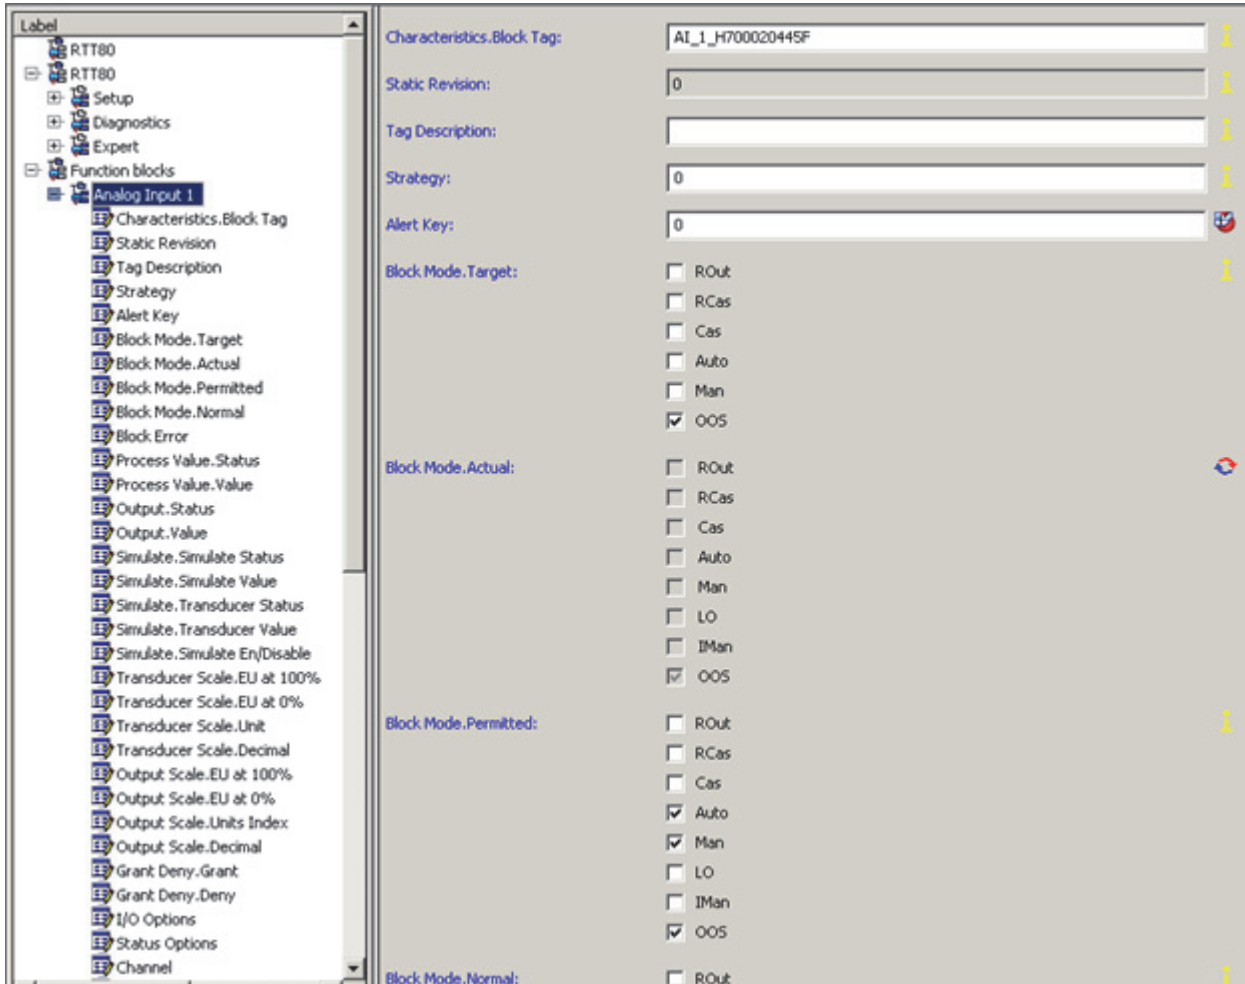 Label
RTT80
RTT80
Setup
Diagnostics
Expert
Function blocks
Analog Input 1
Characteristics.Block Tag
Static Revision
Tag Description
Strategy
Alert Key
Block Mode.Target
Block Mode.Actual
Block Mode.Permitted
Block Mode.Normal
Block Error
Process Value.Status
Process Value.Value
Output.Status
Output.Value
Simulate.Simulate Status
Simulate.Simulate Value
Simulate.Transducer Status
Simulate.Transducer Value
Simulate.Simulate En/Disable
Transducer Scale.EU at 100%
Transducer Scale.EU at 0%
Transducer Scale.Unit
Transducer Scale.Decimal
Output Scale.EU at 100%
Output Scale.EU at 0%
Output Scale.Units Index
Output Scale.Decimal
Grant Deny.Grant
Grant Deny.Deny
I/O Options
Status Options
Channel
Characteristics.Block Tag: AI_1_H700020445F
Static Revision: 0
Tag Description:
Strategy: 0
Alert Key: 0
Block Mode.Target: ROut
RCas
Cas
Auto
Man
OOS
Block Mode.Actual: ROut
RCas
Cas
Auto
Man
LO
IMan
OOS
Block Mode.Permitted: ROut
RCas
Cas
Auto
Man
LO
IMan
OOS
Block Mode.Normal: ROut